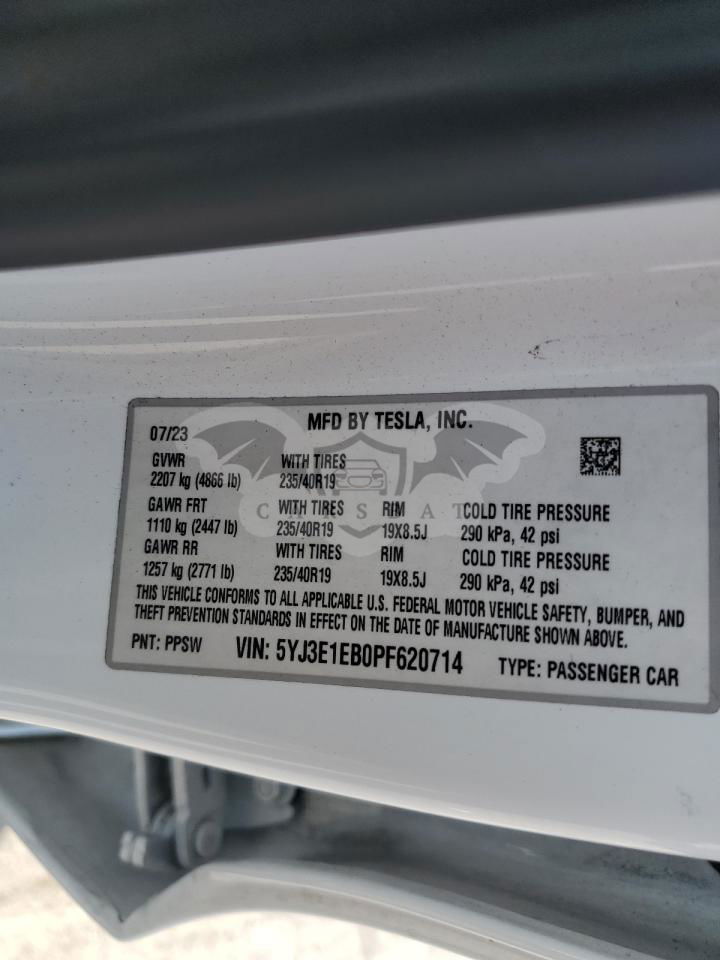 MFD BY TESLA, INC.
07/23
GVWR WITH TIRES
2207 kg (4866 lb) 235/40R19
GAWR FRT WITH TIRES RIM COLD TIRE PRESSURE
1110 kg (2447 lb) 235/40R19 19X8.5J 290 kPa, 42 psi
GAWR RR WITH TIRES RIM COLD TIRE PRESSURE
1257 kg (2771 lb) 235/40R19 19X8.5J 290 kPa, 42 psi
THIS VEHICLE CONFORMS TO ALL APPLICABLE U.S. FEDERAL MOTOR VEHICLE SAFETY, BUMPER, AND
THEFT PREVENTION STANDARDS IN EFFECT ON THE DATE OF MANUFACTURE SHOWN ABOVE.
PNT: PPSW VIN: 5YJ3E1EB0PF620714 TYPE: PASSENGER CAR
CARSBAT